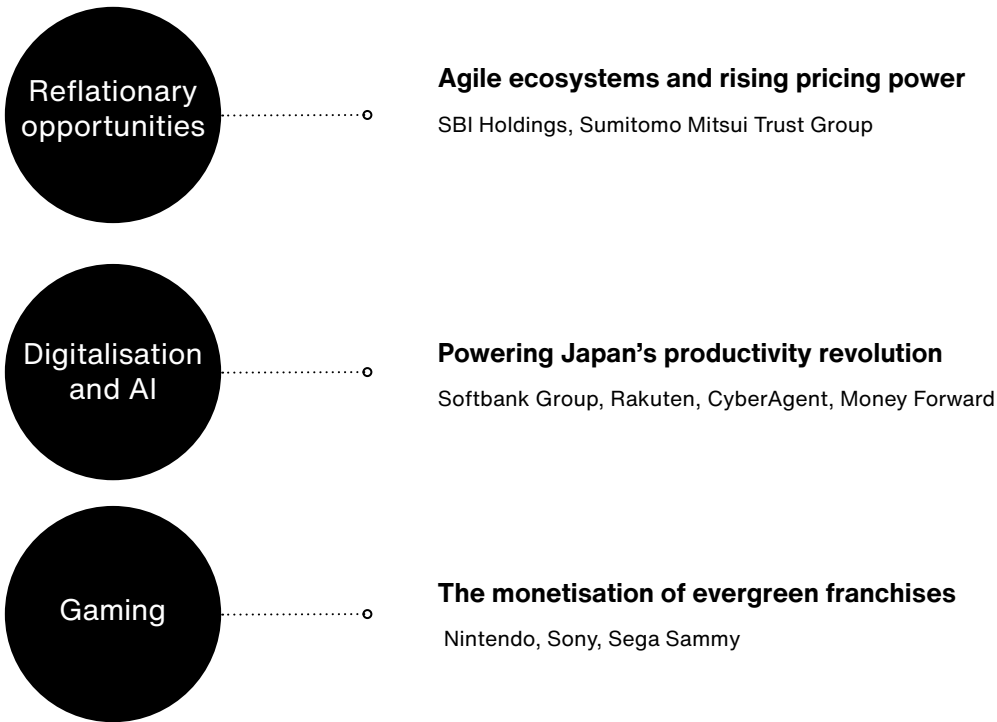 Reflationary
opportunities
Agile ecosystems and rising pricing power
SBI Holdings, Sumitomo Mitsui Trust Group
Digitalisation
and AI
Powering Japan’s productivity revolution
Softbank Group, Rakuten, CyberAgent, Money Forward
Gaming
The monetisation of evergreen franchises
Nintendo, Sony, Sega Sammy